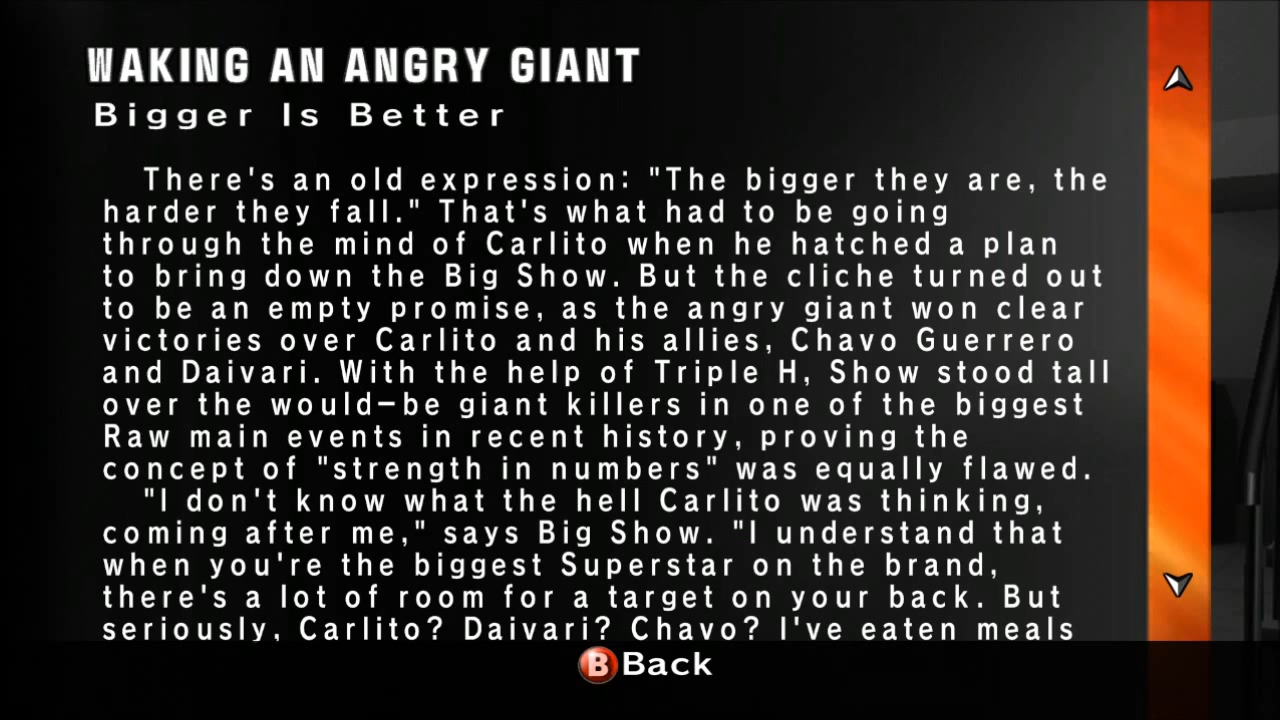 WAKING AN ANGRY GIANT
Bigger Is Better
There's an old expression: "The bigger they are, the
harder they fall." That's what had to be going
through the mind of Carlito when he hatched a plan
to bring down the Big Show. But the cliche turned out
to be an empty promise, as the angry giant won clear
victories over Carlito and his allies, Chavo Guerrero
and Daivari. With the help of Triple H, Show stood tall
over the would-be giant killers in one of the biggest
Raw main events in recent history, proving the
concept of "strength in numbers" was equally flawed.
"I don't know what the hell Carlito was thinking,
coming after me," says Big Show. "I understand that
when you're the biggest Superstar on the brand,
there's a lot of room for a target on your back. But
seriously, Carlito? Daivari? Chavo? I've eaten meals
B Back